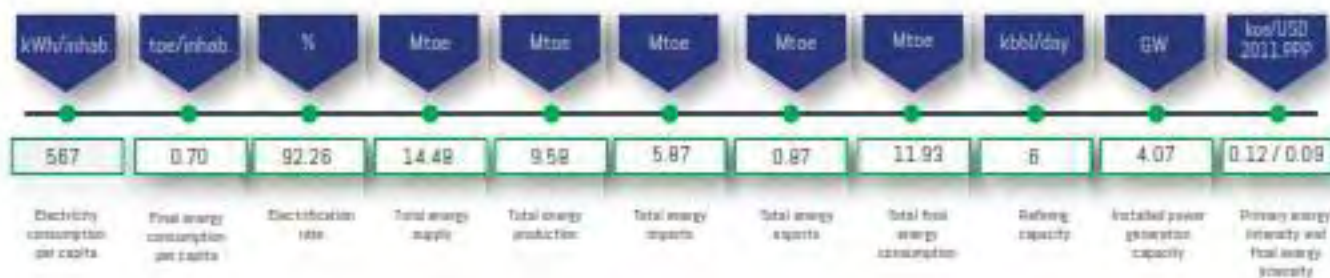 kWh/inhab.
toe/inhab.
%
Mtoe
Mtoe
Mtoe
Mtoe
Mtoe
kbbl/day
GW
koe/USD
2011 PPP
567
0.70
92.26
14.48
9.58
5.87
0.87
11.93
6
4.07
0.12 / 0.09
Electricity
consumption
per capita
Final energy
consumption
per capita
Electrification
rate
Total energy
supply
Total energy
production
Total energy
imports
Total energy
exports
Total final
energy
consumption
Refining
capacity
Installed power
generation
capacity
Primary energy
intensity and
final energy
intensity